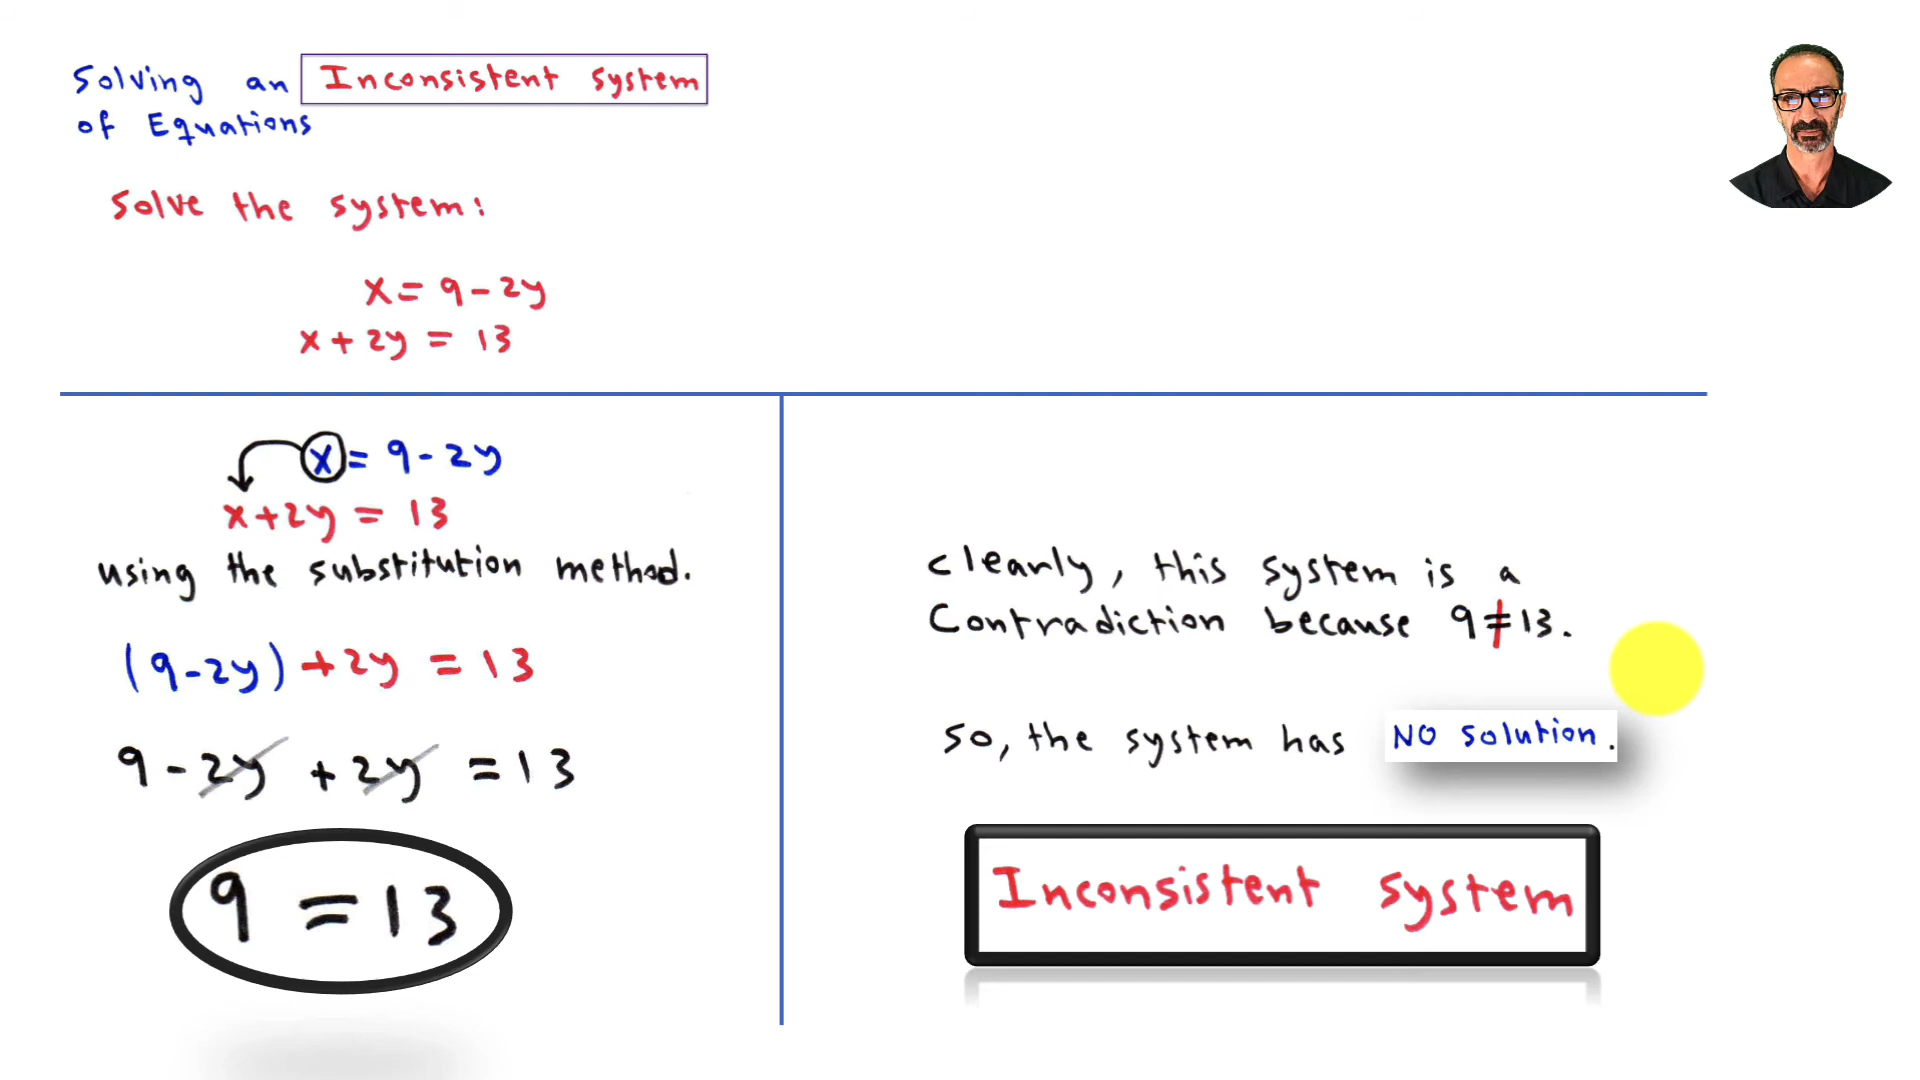 Solving an Inconsistent system
of Equations
Solve the system:
x = 9 - 2y
x + 2y = 13
x = 9 - 2y
x + 2y = 13
using the substitution method.
(9 - 2y) + 2y = 13
9 - 2y + 2y = 13
9 = 13
clearly, this system is a
Contradiction because 9 ≠ 13.
So, the system has NO solution.
Inconsistent system